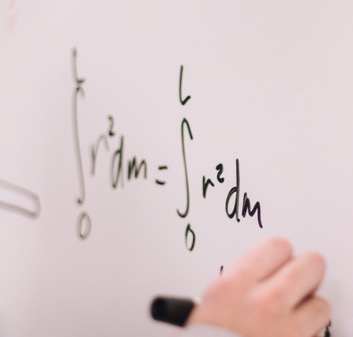 ∫₀ᴸ r²dm = ∫₀ᴸ r²dm